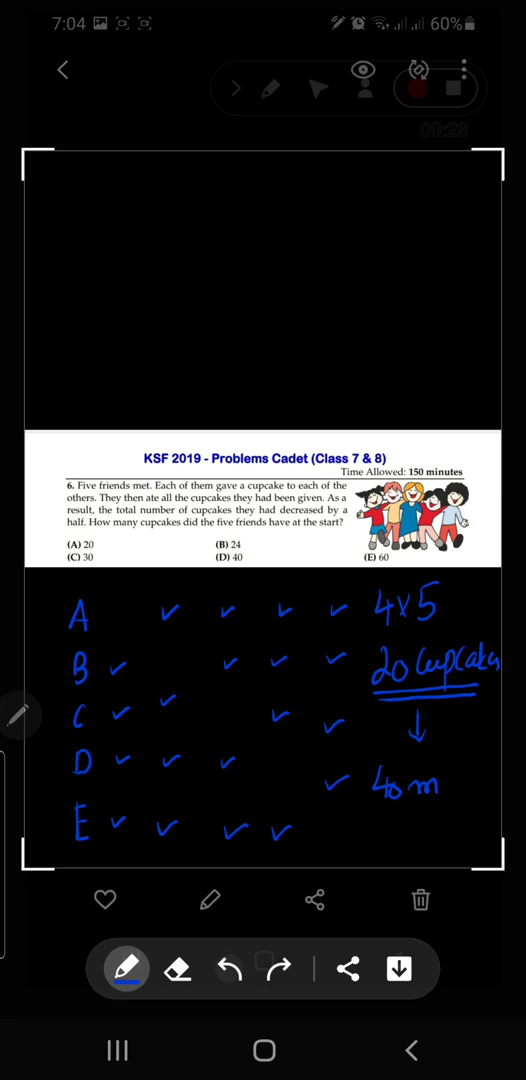 7:04 60%
00:28
KSF 2019 - Problems Cadet (Class 7 & 8)
Time Allowed: 150 minutes
6. Five friends met. Each of them gave a cupcake to each of the
others. They then ate all the cupcakes they had been given. As a
result, the total number of cupcakes they had decreased by a
half. How many cupcakes did the five friends have at the start?
(A) 20 (B) 24
(C) 30 (D) 40 (E) 60
A ✓ ✓ ✓ ✓ 4x5
B ✓ ✓ ✓ ✓ 20 Cupcakes
C ✓ ✓ ✓ ✓ ↓
D ✓ ✓ ✓ ✓ 40 m
E ✓ ✓ ✓ ✓